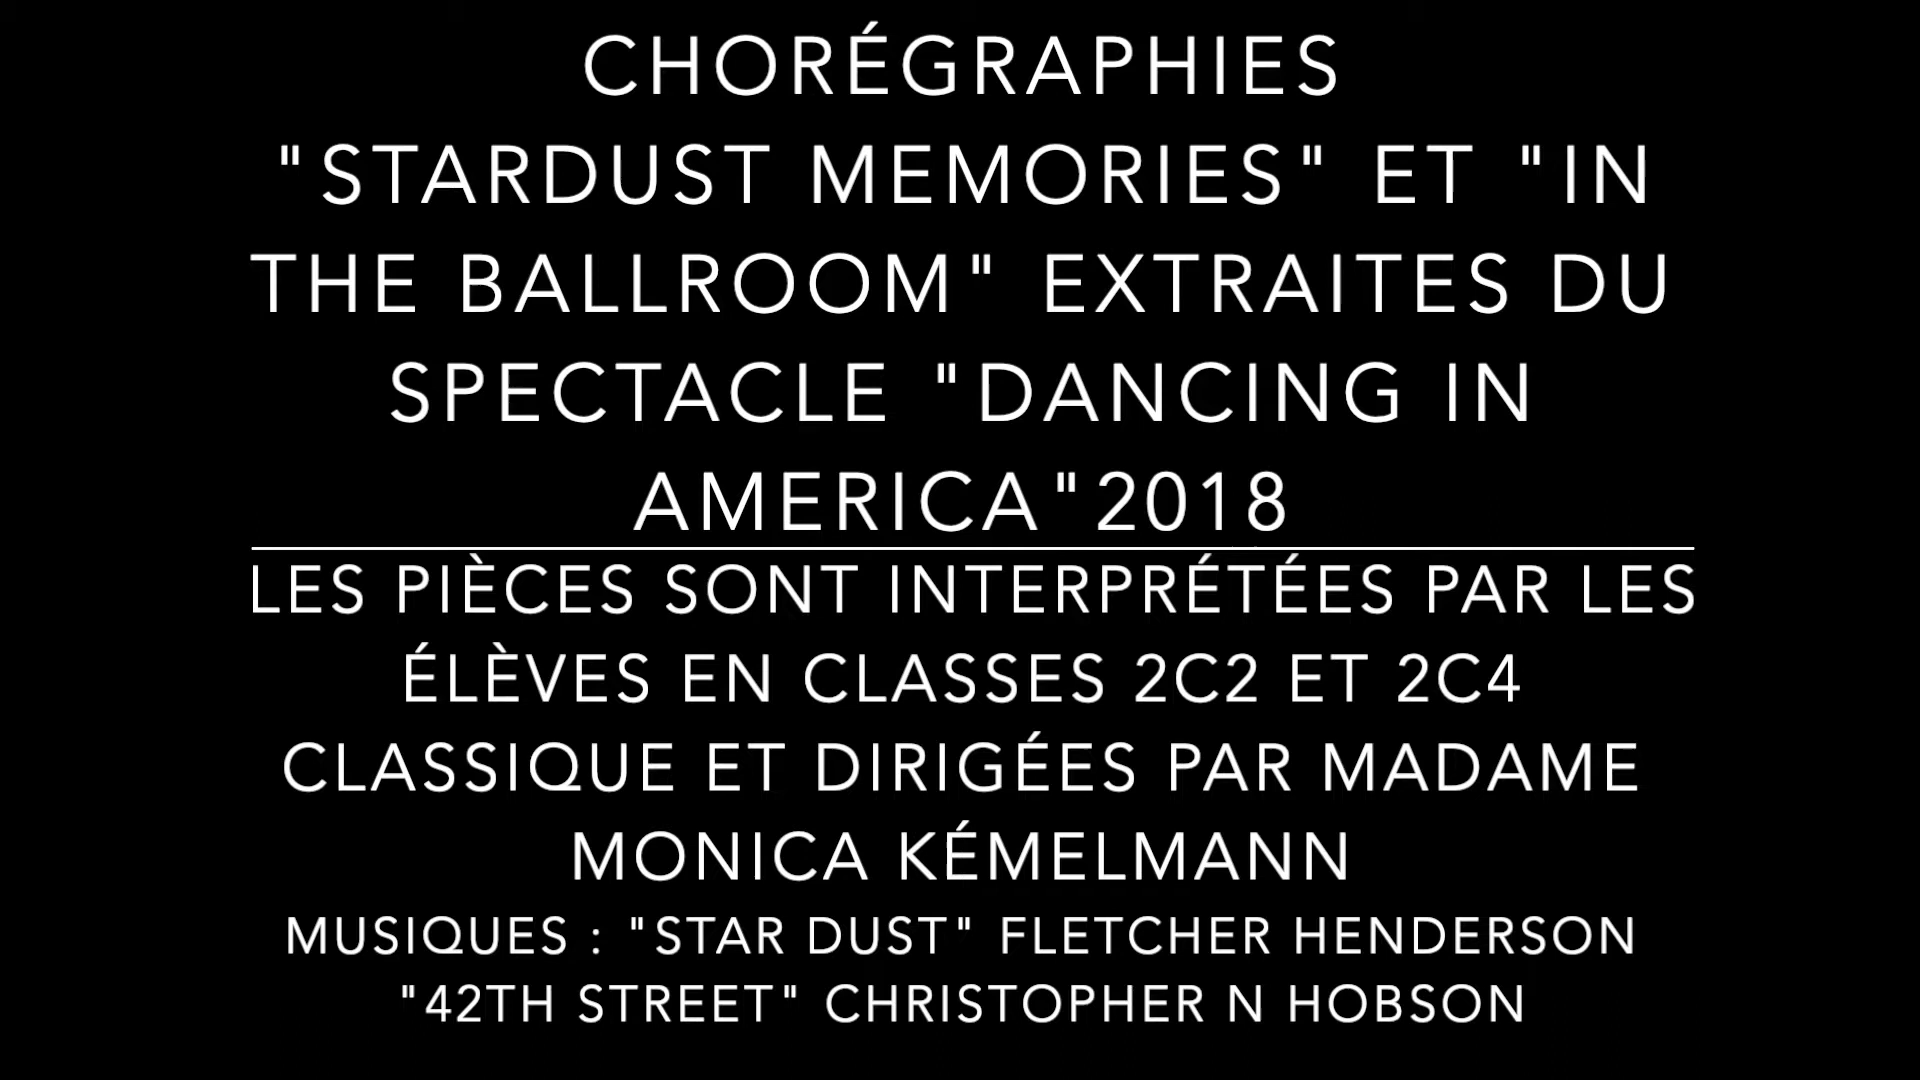 CHORÉGRAPHIES
"STARDUST MEMORIES" ET "IN
THE BALLROOM" EXTRAITES DU
SPECTACLE "DANCING IN
AMERICA"2018
LES PIÈCES SONT INTERPRÉTÉES PAR LES
ÉLÈVES EN CLASSES 2C2 ET 2C4
CLASSIQUE ET DIRIGÉES PAR MADAME
MONICA KÉMELMANN
MUSIQUES : "STAR DUST" FLETCHER HENDERSON
"42TH STREET" CHRISTOPHER N HOBSON